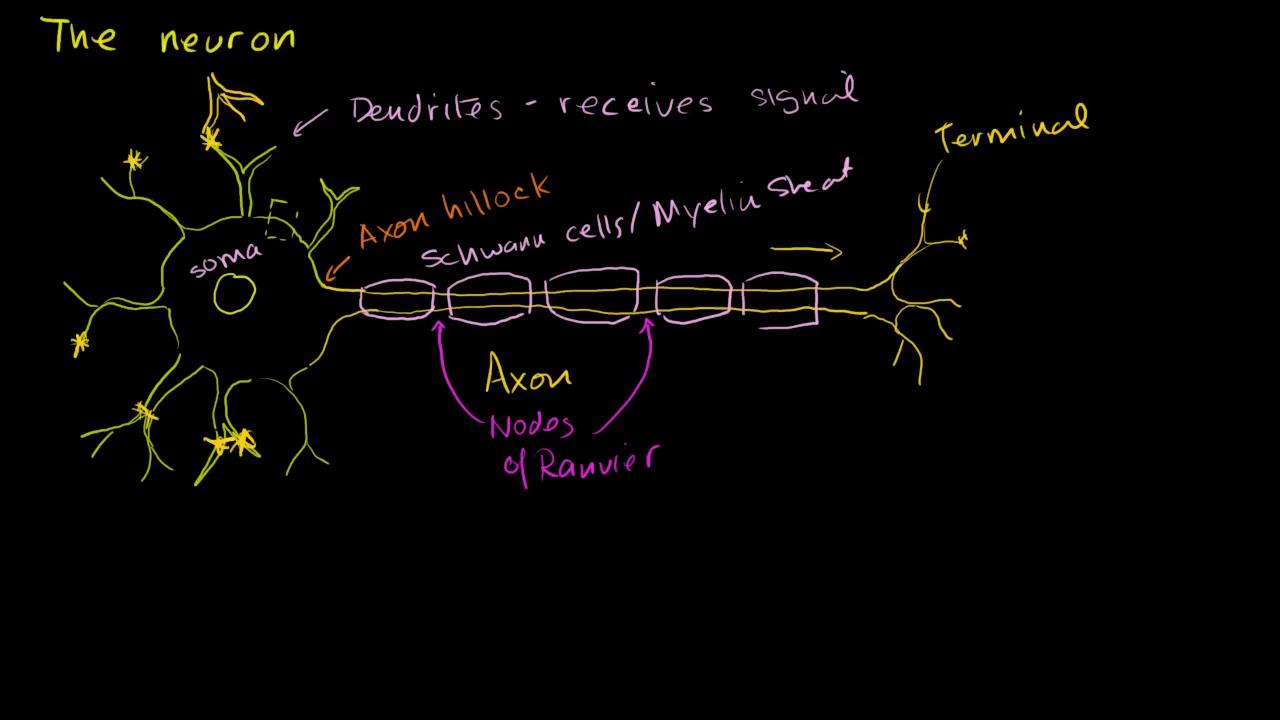 The neuron
Dendrites - receives signal
Terminal
Axon hillock
Schwann cells/Myelin Sheat
soma
Axon
Nodes
of Ranvier